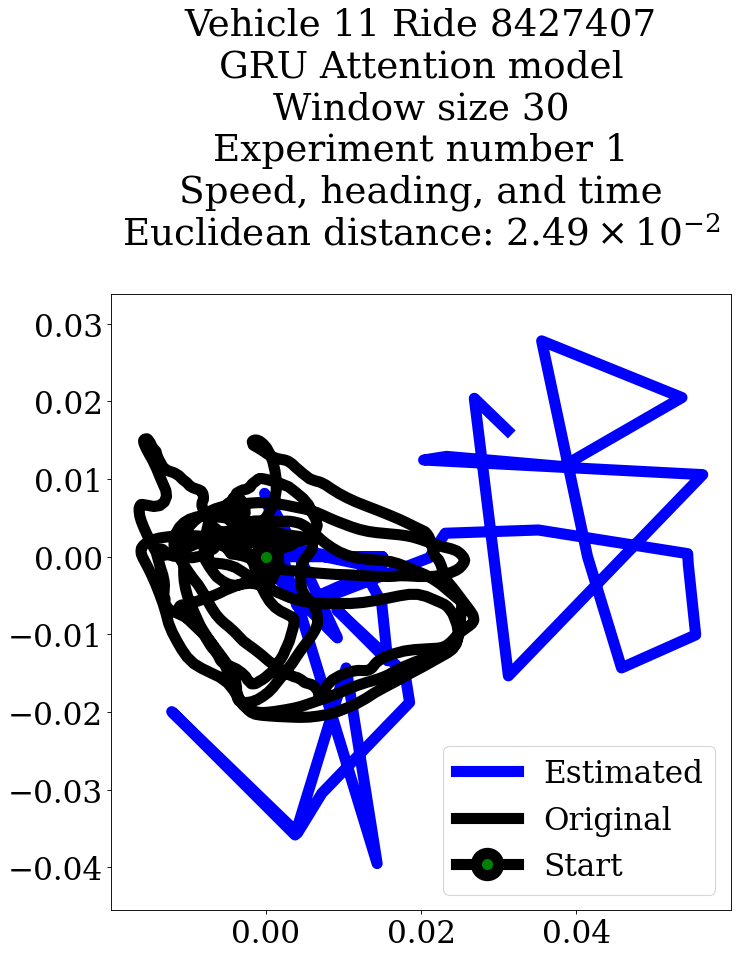 Vehicle 11 Ride 8427407
GRU Attention model
Window size 30
Experiment number 1
Speed, heading, and time
Euclidean distance: 2.49 × 10⁻²
0.03
0.02
0.01
0.00
−0.01
−0.02
−0.03
−0.04
Estimated
Original
Start
0.00 0.02 0.04